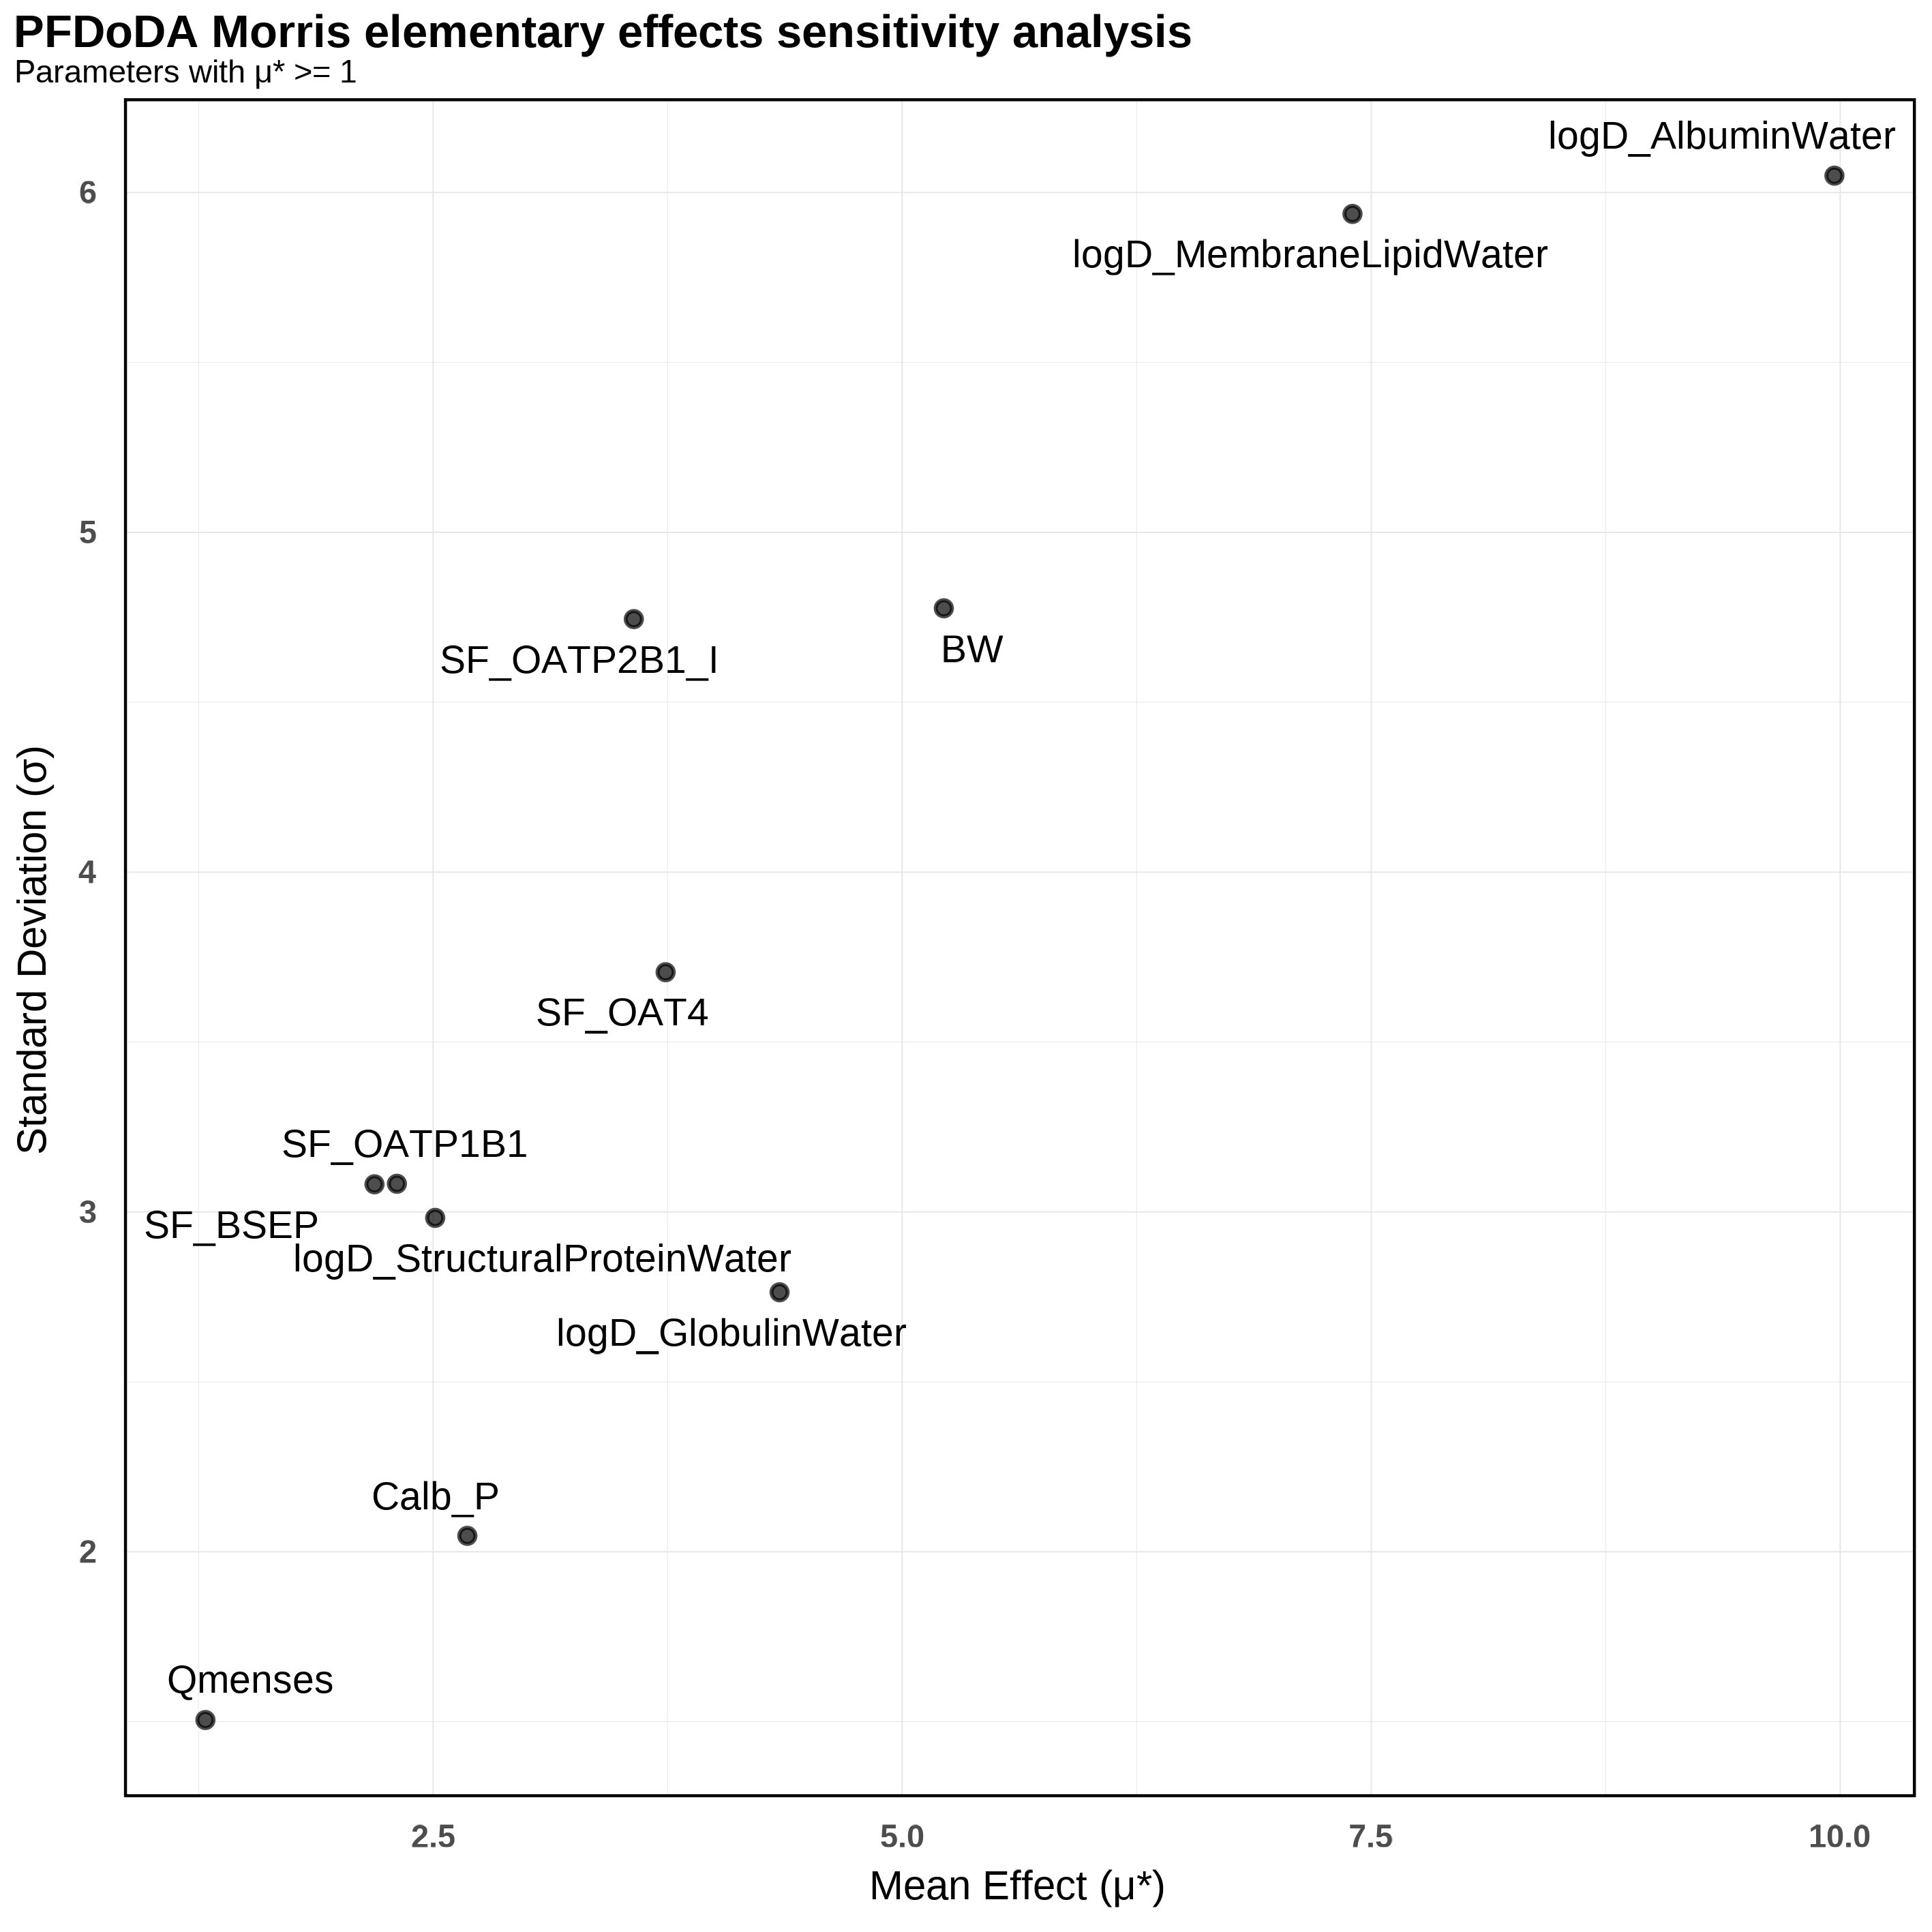 PFDoDA Morris elementary effects sensitivity analysis
Parameters with μ* >= 1
logD_AlbuminWater
6
logD_MembraneLipidWater
5
SF_OATP2B1_I
BW
Standard Deviation (σ)
4
SF_OAT4
SF_OATP1B1
3
SF_BSEP
logD_StructuralProteinWater
logD_GlobulinWater
Calb_P
2
Qmenses
2.5 5.0 7.5 10.0
Mean Effect (μ*)